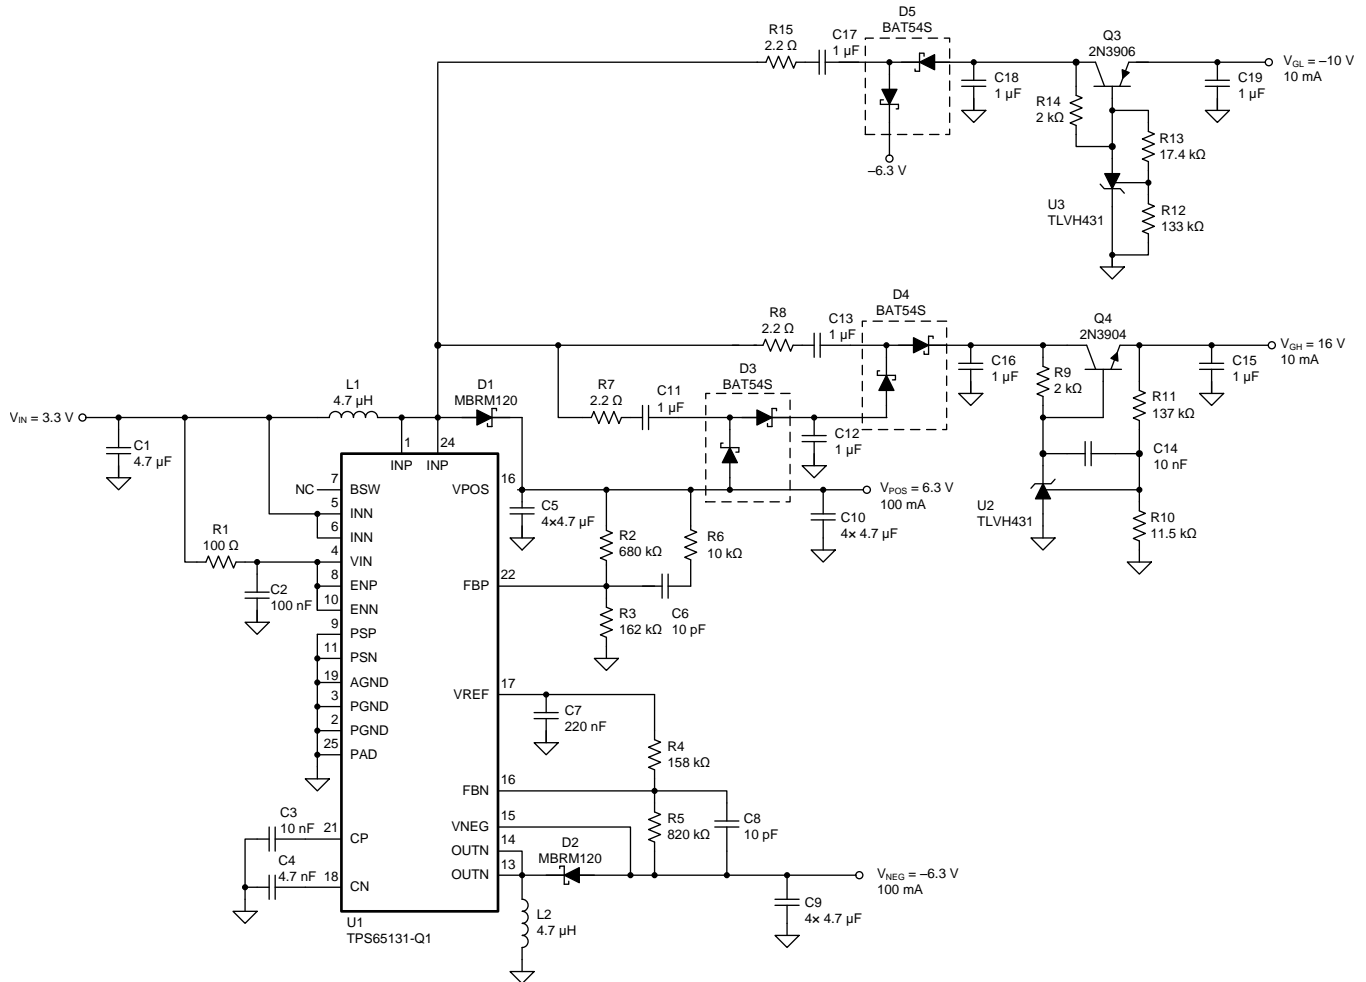 D5
BAT54S
R15
2.2 Ω
C17
1 µF
Q3
2N3906
VGL = –10 V
10 mA
C18
1 µF
R14
2 kΩ
C19
1 µF
R13
17.4 kΩ
–6.3 V
U3
TLVH431
R12
133 kΩ
D4
BAT54S
R8
2.2 Ω
C13
1 µF
Q4
2N3904
VGH = 16 V
10 mA
D3
BAT54S
C16
1 µF
R9
2 kΩ
C15
1 µF
R11
137 kΩ
L1
4.7 µH
D1
MBRM120
R7
2.2 Ω
C11
1 µF
VIN = 3.3 V
C1
4.7 µF
C12
1 µF
C14
10 nF
1
24
INP
INP
7
NC
BSW
VPOS
16
VPOS = 6.3 V
100 mA
5
INN
6
INN
C5
4×4.7 µF
C10
4× 4.7 µF
U2
TLVH431
R10
11.5 kΩ
R1
100 Ω
R2
680 kΩ
R6
10 kΩ
4
VIN
8
ENP
FBP
22
C2
100 nF
10
ENN
R3
162 kΩ
C6
10 pF
9
PSP
11
PSN
19
AGND
3
PGND
2
PGND
25
PAD
VREF
17
C7
220 nF
R4
158 kΩ
FBN
16
C3
10 nF
21
CP
VNEG
15
R5
820 kΩ
C8
10 pF
OUTN
14
D2
MBRM120
C4
4.7 nF
18
CN
OUTN
13
VNEG = –6.3 V
100 mA
C9
4× 4.7 µF
L2
4.7 µH
U1
TPS65131-Q1